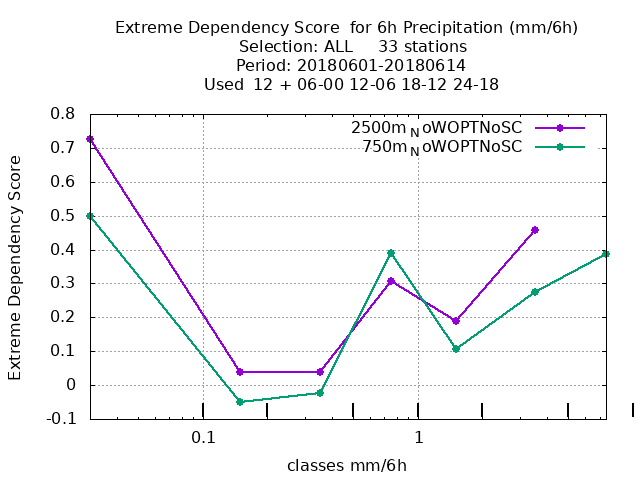 Extreme Dependency Score  for 6h Precipitation (mm/6h)
Selection: ALL     33 stations
Period: 20180601-20180614
Used  12 + 06-00 12-06 18-12 24-18
2500m_NoWOPTNoSC
750m_NoWOPTNoSC
0.8
0.7
0.6
0.5
0.4
0.3
0.2
0.1
0
-0.1
Extreme Dependency Score
0.1
1
classes mm/6h